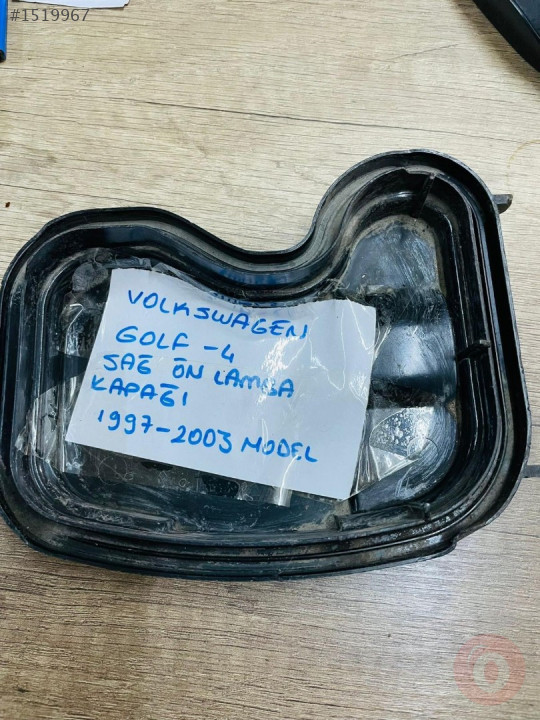 #1519967
VOLKSWAGEN
GOLF -4
SAĞ ÖN LAMBA
KAPAĞI
1997-2003 MODEL